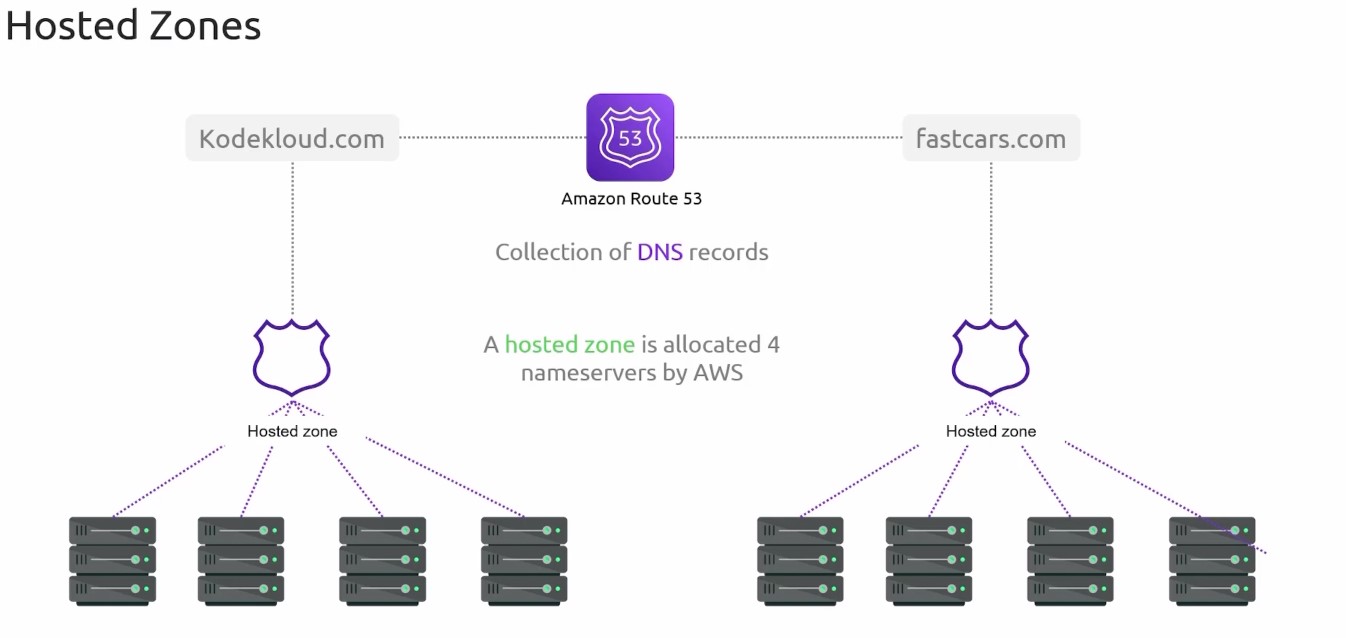 Hosted Zones
Kodekloud.com
53
fastcars.com
Amazon Route 53
Collection of DNS records
A hosted zone is allocated 4
nameservers by AWS
Hosted zone
Hosted zone